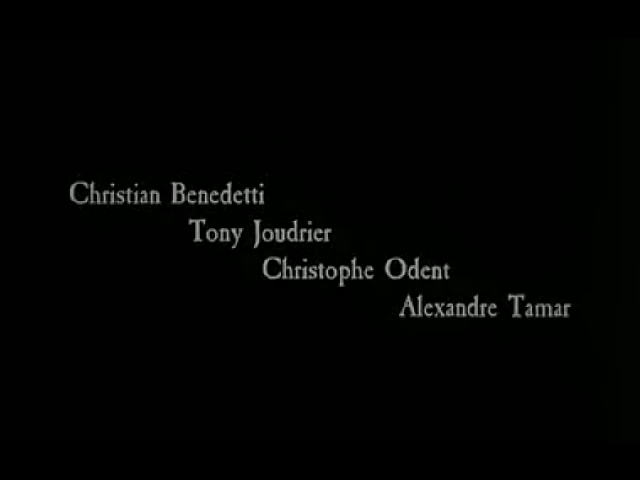 Christian Benedetti
Tony Joudrier
Christophe Odent
Alexandre Tamar